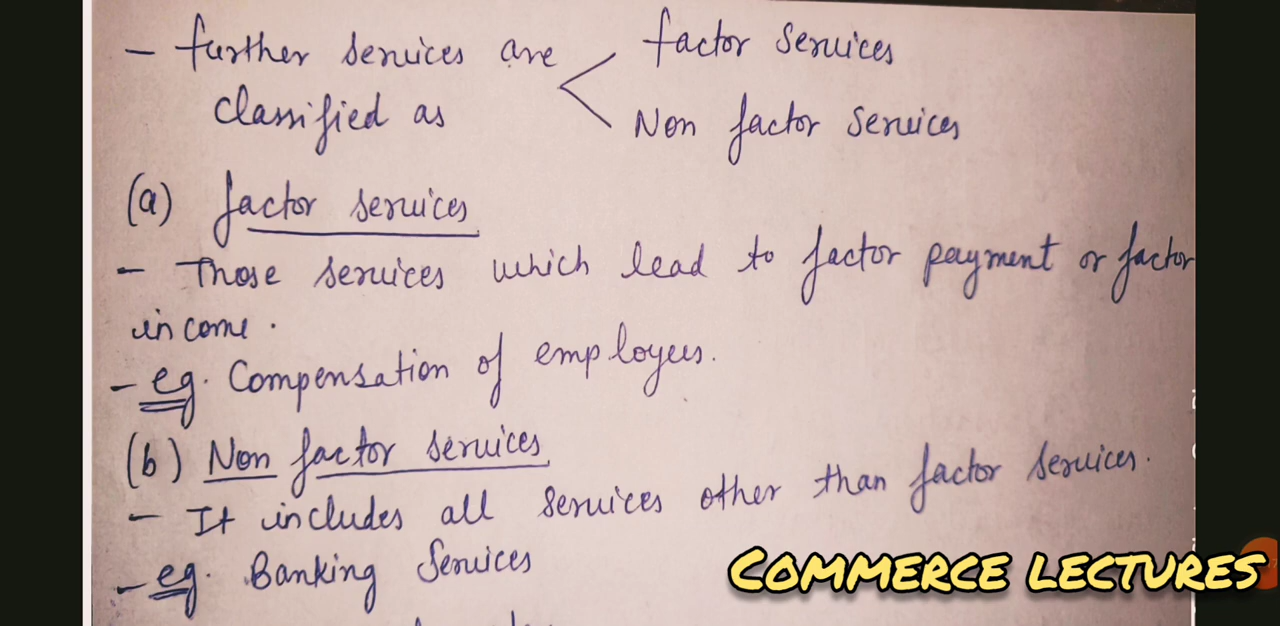 - further services are < factor services
classified as Non factor services
(a) factor services
- Those services which lead to factor payment or factor
income.
- eg. Compensation of employees.
(b) Non factor services
- It includes all services other than factor services.
- eg. Banking Services
COMMERCE LECTURES